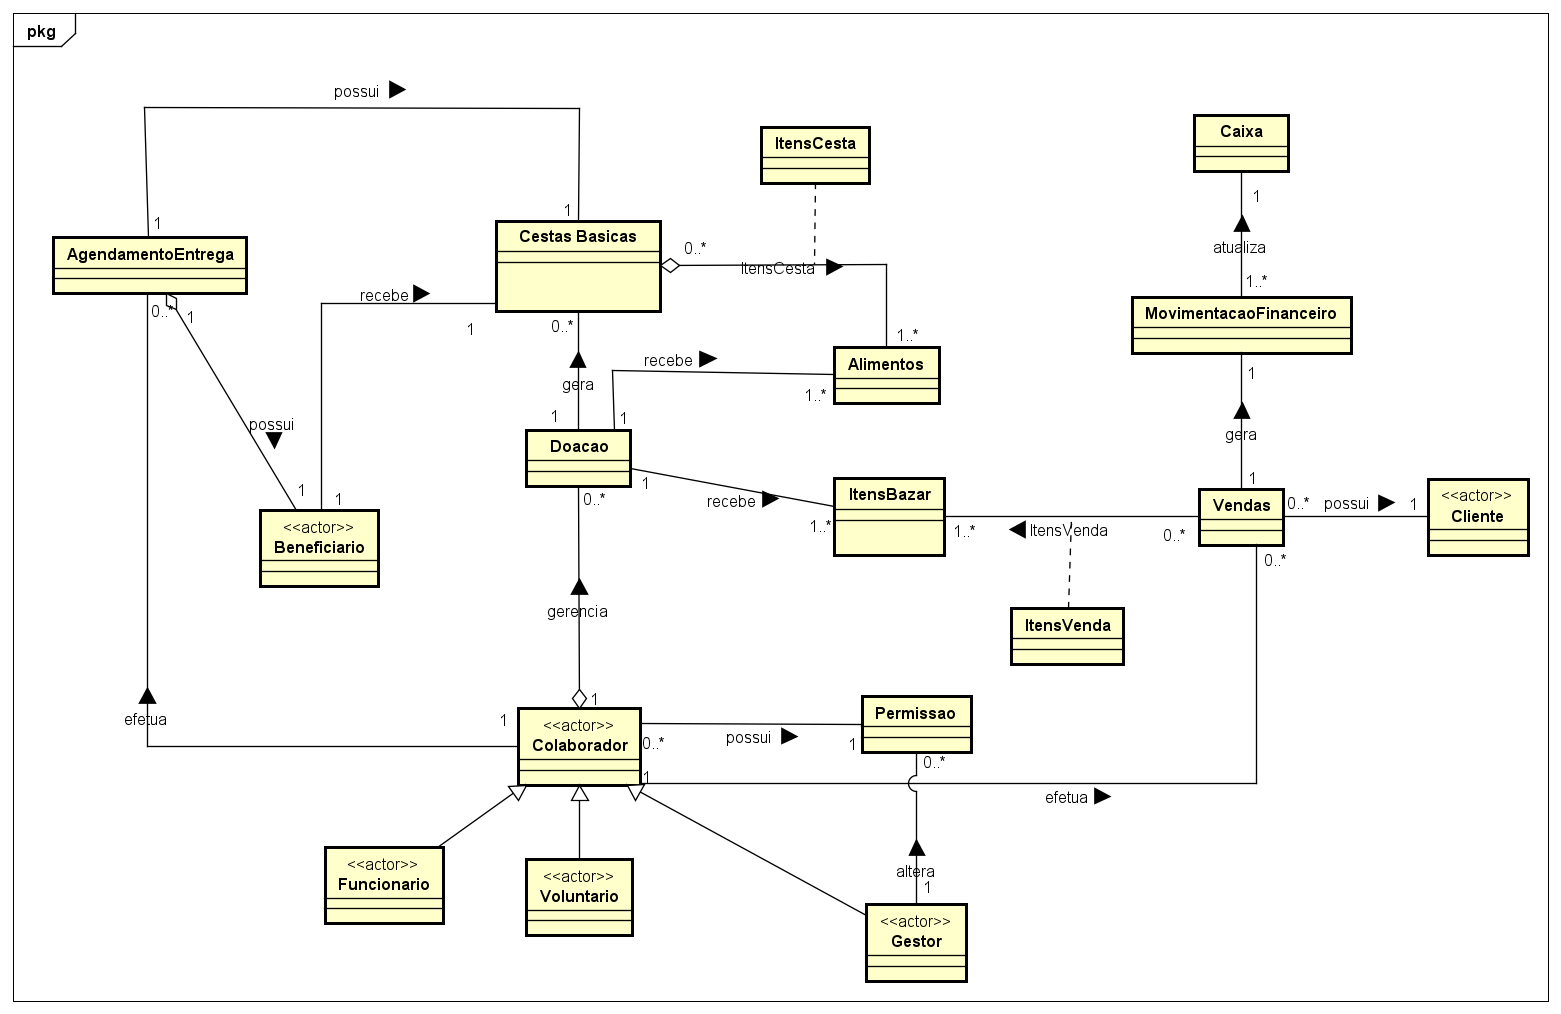 pkg
possui
ItensCesta
Caixa
1
1
1
AgendamentoEntrega
Cestas Basicas
0..*
atualiza
ItensCesta
recebe
1..*
0..*
1
1
0..*
1..*
MovimentacaoFinanceiro
recebe
Alimentos
gera
1
1..*
1
1
possui
gera
Doacao
1
1
1
0..*
recebe
1..*
ItensBazar
1..*
ItensVenda
0..*
1
Vendas
0..*
possui
1
<<actor>>
Cliente
0..*
<<actor>>
Beneficiario
gerencia
ItensVenda
efetua
1
1
<<actor>>
Colaborador
0..*
possui
1
Permissao
0..*
1
efetua
<<actor>>
Funcionario
<<actor>>
Voluntario
altera
1
<<actor>>
Gestor